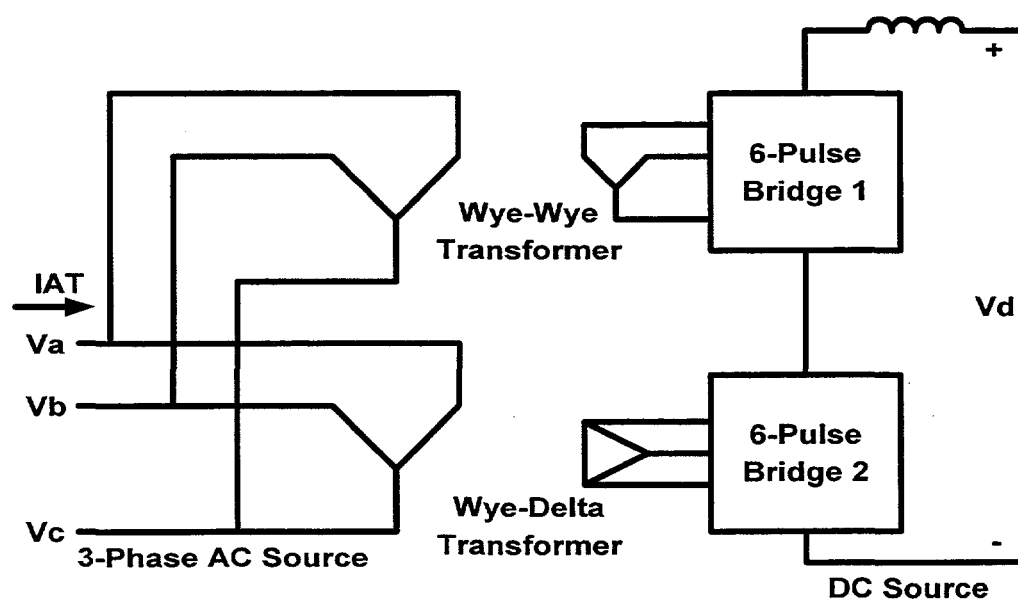 +
6-Pulse
Bridge 1
Wye-Wye
Transformer
IAT
Va
Vd
Vb
6-Pulse
Bridge 2
Wye-Delta
Transformer
Vc
3-Phase AC Source
-
DC Source